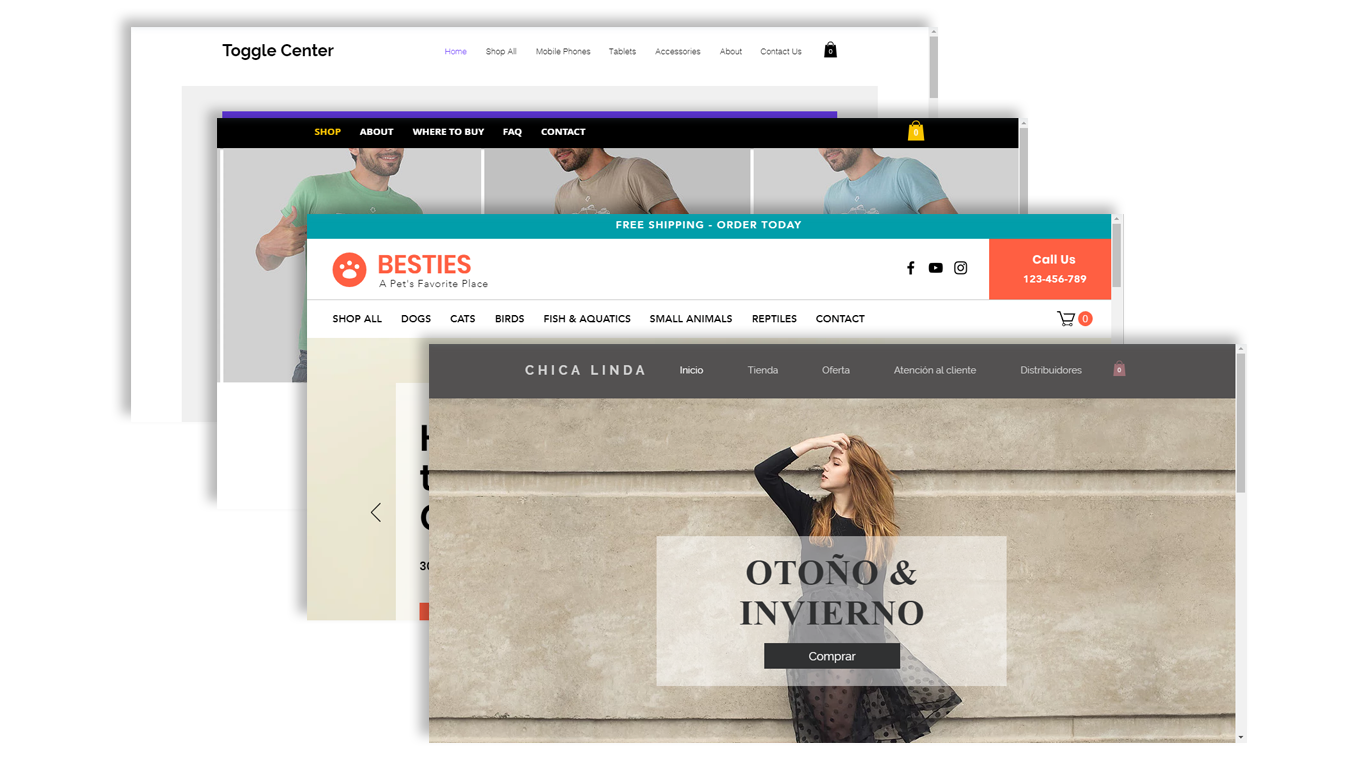 Toggle Center
Home Shop All Mobile Phones Tablets Accessories About Contact Us 0
SHOP ABOUT WHERE TO BUY FAQ CONTACT 0
FREE SHIPPING - ORDER TODAY
BESTIES
A Pet's Favorite Place
Call Us
123-456-789
SHOP ALL DOGS CATS BIRDS FISH & AQUATICS SMALL ANIMALS REPTILES CONTACT 0
30
CHICA LINDA Inicio Tienda Oferta Atención al cliente Distribuidores 0
OTOÑO &
INVIERNO
Comprar